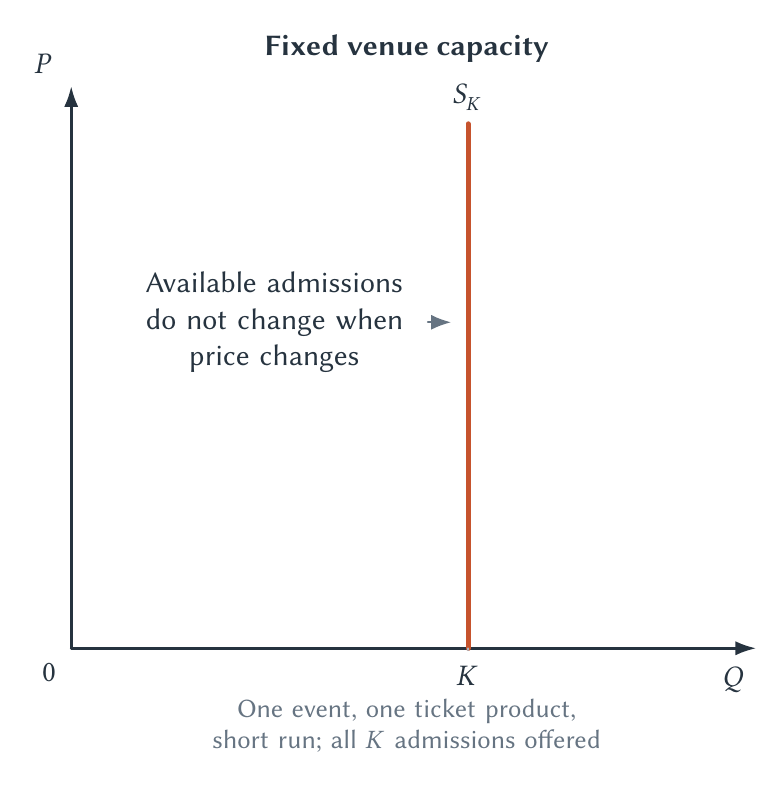 Fixed venue capacity
P
S_K
Available admissions
do not change when
price changes
0
K
Q
One event, one ticket product,
short run; all K admissions offered